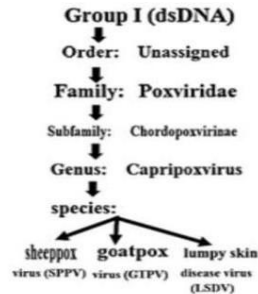 Group I (dsDNA)
Order: Unassigned
Family: Poxviridae
Subfamily: Chordopoxvirinae
Genus: Capripoxvirus
species:
sheeppox goatpox lumpy skin
virus (SPPV) virus (GTPV) disease virus
(LSDV)